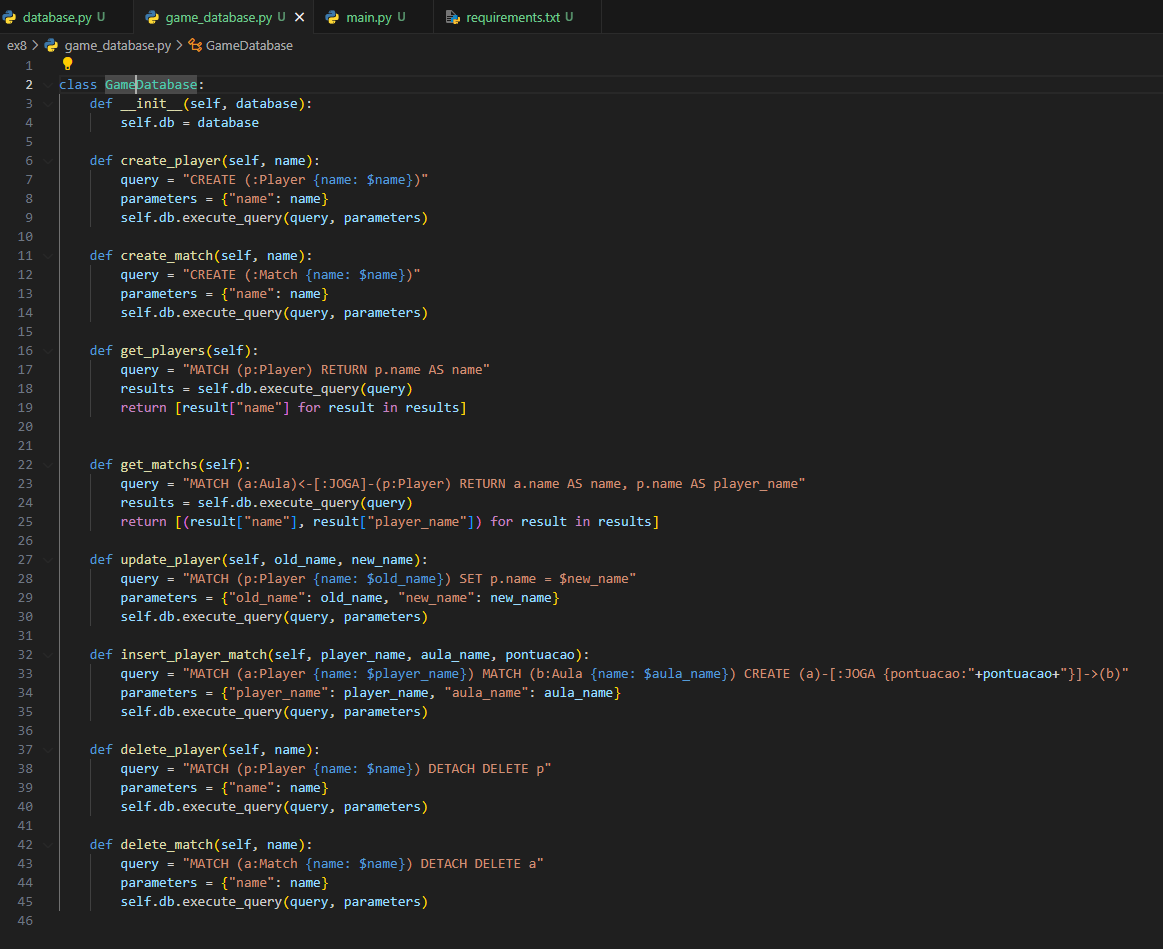 database.py U game_database.py U main.py U requirements.txt U
ex8 > game_database.py > GameDatabase
1
2 class GameDatabase:
3     def __init__(self, database):
4         self.db = database
5
6     def create_player(self, name):
7         query = "CREATE (:Player {name: $name})"
8         parameters = {"name": name}
9         self.db.execute_query(query, parameters)
10
11     def create_match(self, name):
12         query = "CREATE (:Match {name: $name})"
13         parameters = {"name": name}
14         self.db.execute_query(query, parameters)
15
16     def get_players(self):
17         query = "MATCH (p:Player) RETURN p.name AS name"
18         results = self.db.execute_query(query)
19         return [result["name"] for result in results]
20
21
22     def get_matchs(self):
23         query = "MATCH (a:Aula)<-[:JOGA]-(p:Player) RETURN a.name AS name, p.name AS player_name"
24         results = self.db.execute_query(query)
25         return [(result["name"], result["player_name"]) for result in results]
26
27     def update_player(self, old_name, new_name):
28         query = "MATCH (p:Player {name: $old_name}) SET p.name = $new_name"
29         parameters = {"old_name": old_name, "new_name": new_name}
30         self.db.execute_query(query, parameters)
31
32     def insert_player_match(self, player_name, aula_name, pontuacao):
33         query = "MATCH (a:Player {name: $player_name}) MATCH (b:Aula {name: $aula_name}) CREATE (a)-[:JOGA {pontuacao:"+pontuacao+"}]->(b)"
34         parameters = {"player_name": player_name, "aula_name": aula_name}
35         self.db.execute_query(query, parameters)
36
37     def delete_player(self, name):
38         query = "MATCH (p:Player {name: $name}) DETACH DELETE p"
39         parameters = {"name": name}
40         self.db.execute_query(query, parameters)
41
42     def delete_match(self, name):
43         query = "MATCH (a:Match {name: $name}) DETACH DELETE a"
44         parameters = {"name": name}
45         self.db.execute_query(query, parameters)
46